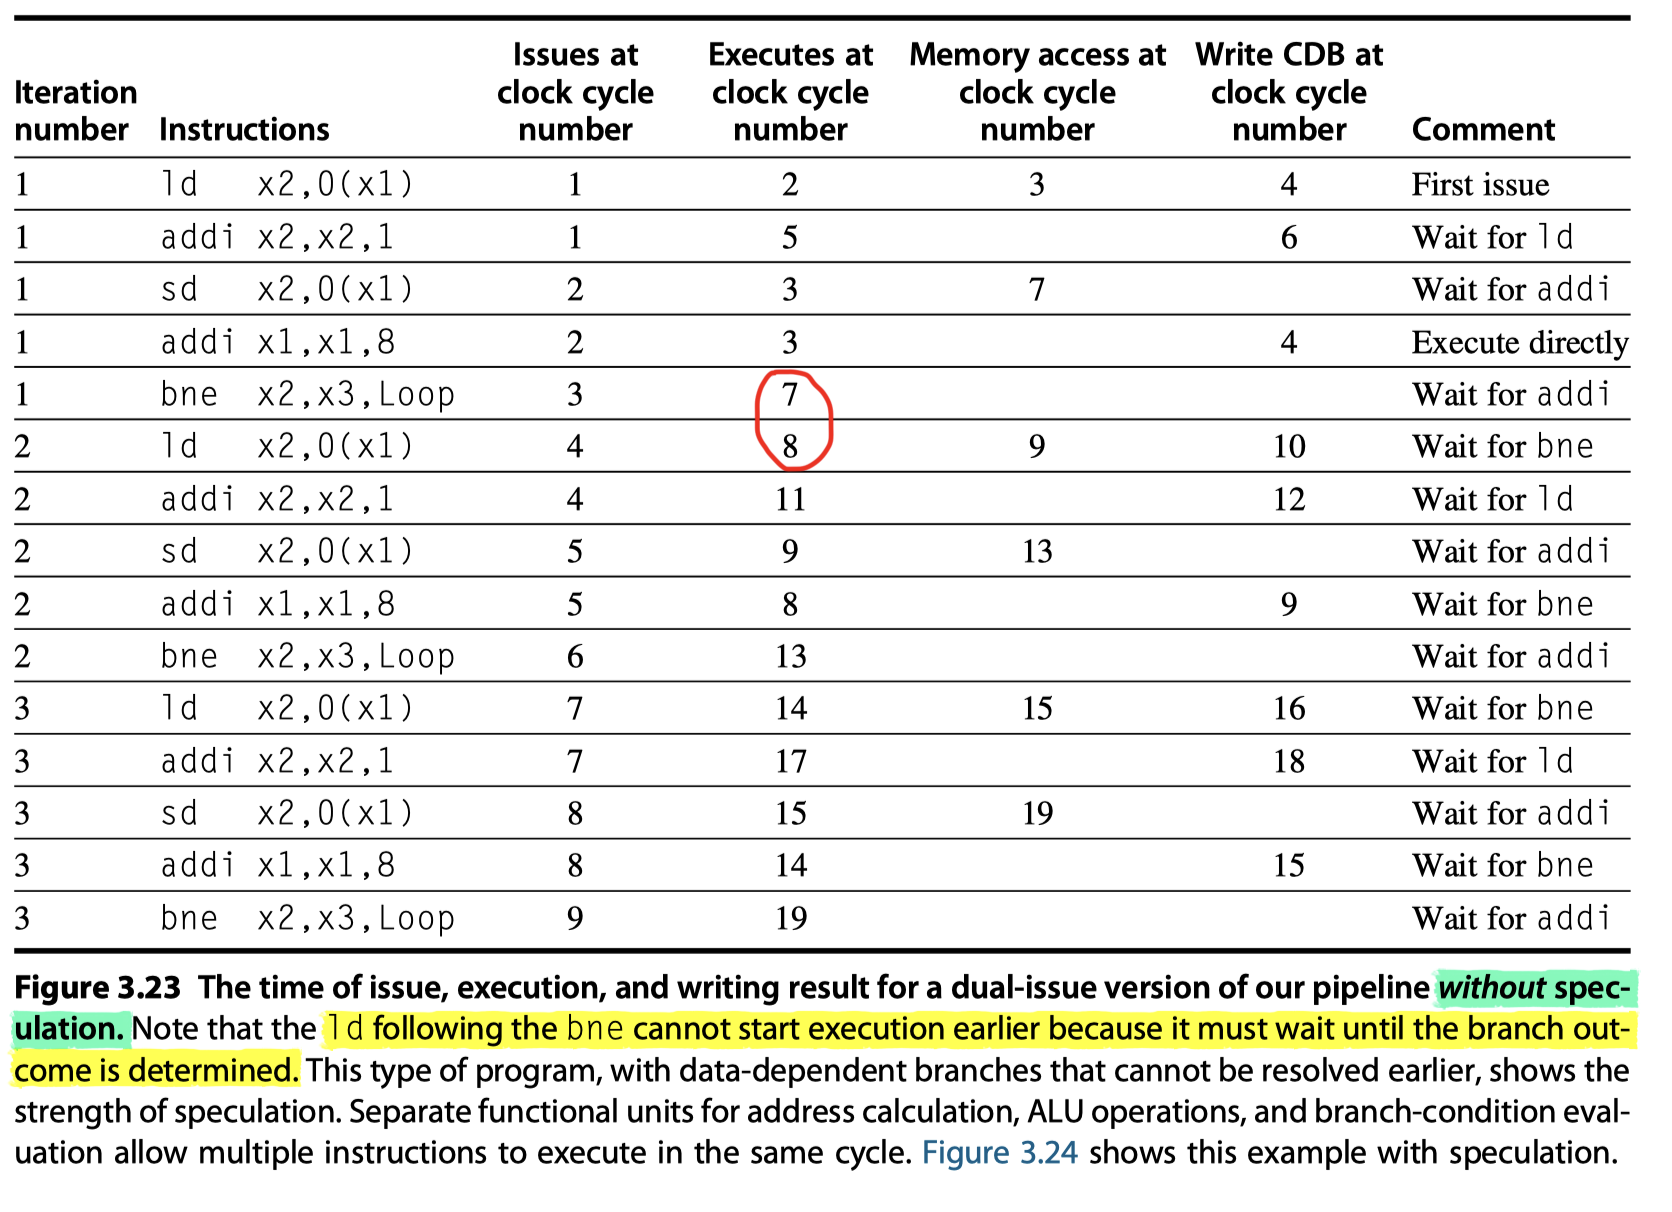 Iteration number Instructions Issues at clock cycle number Executes at clock cycle number Memory access at clock cycle number Write CDB at clock cycle number Comment
1 ld x2,0(x1) 1 2 3 4 First issue
1 addi x2,x2,1 1 5 6 Wait for ld
1 sd x2,0(x1) 2 3 7 Wait for addi
1 addi x1,x1,8 2 3 4 Execute directly
1 bne x2,x3,Loop 3 7 Wait for addi
2 ld x2,0(x1) 4 8 9 10 Wait for bne
2 addi x2,x2,1 4 11 12 Wait for ld
2 sd x2,0(x1) 5 9 13 Wait for addi
2 addi x1,x1,8 5 8 9 Wait for bne
2 bne x2,x3,Loop 6 13 Wait for addi
3 ld x2,0(x1) 7 14 15 16 Wait for bne
3 addi x2,x2,1 7 17 18 Wait for ld
3 sd x2,0(x1) 8 15 19 Wait for addi
3 addi x1,x1,8 8 14 15 Wait for bne
3 bne x2,x3,Loop 9 19 Wait for addi
Figure 3.23 The time of issue, execution, and writing result for a dual-issue version of our pipeline without spec-
ulation. Note that the ld following the bne cannot start execution earlier because it must wait until the branch out-
come is determined. This type of program, with data-dependent branches that cannot be resolved earlier, shows the
strength of speculation. Separate functional units for address calculation, ALU operations, and branch-condition eval-
uation allow multiple instructions to execute in the same cycle. Figure 3.24 shows this example with speculation.